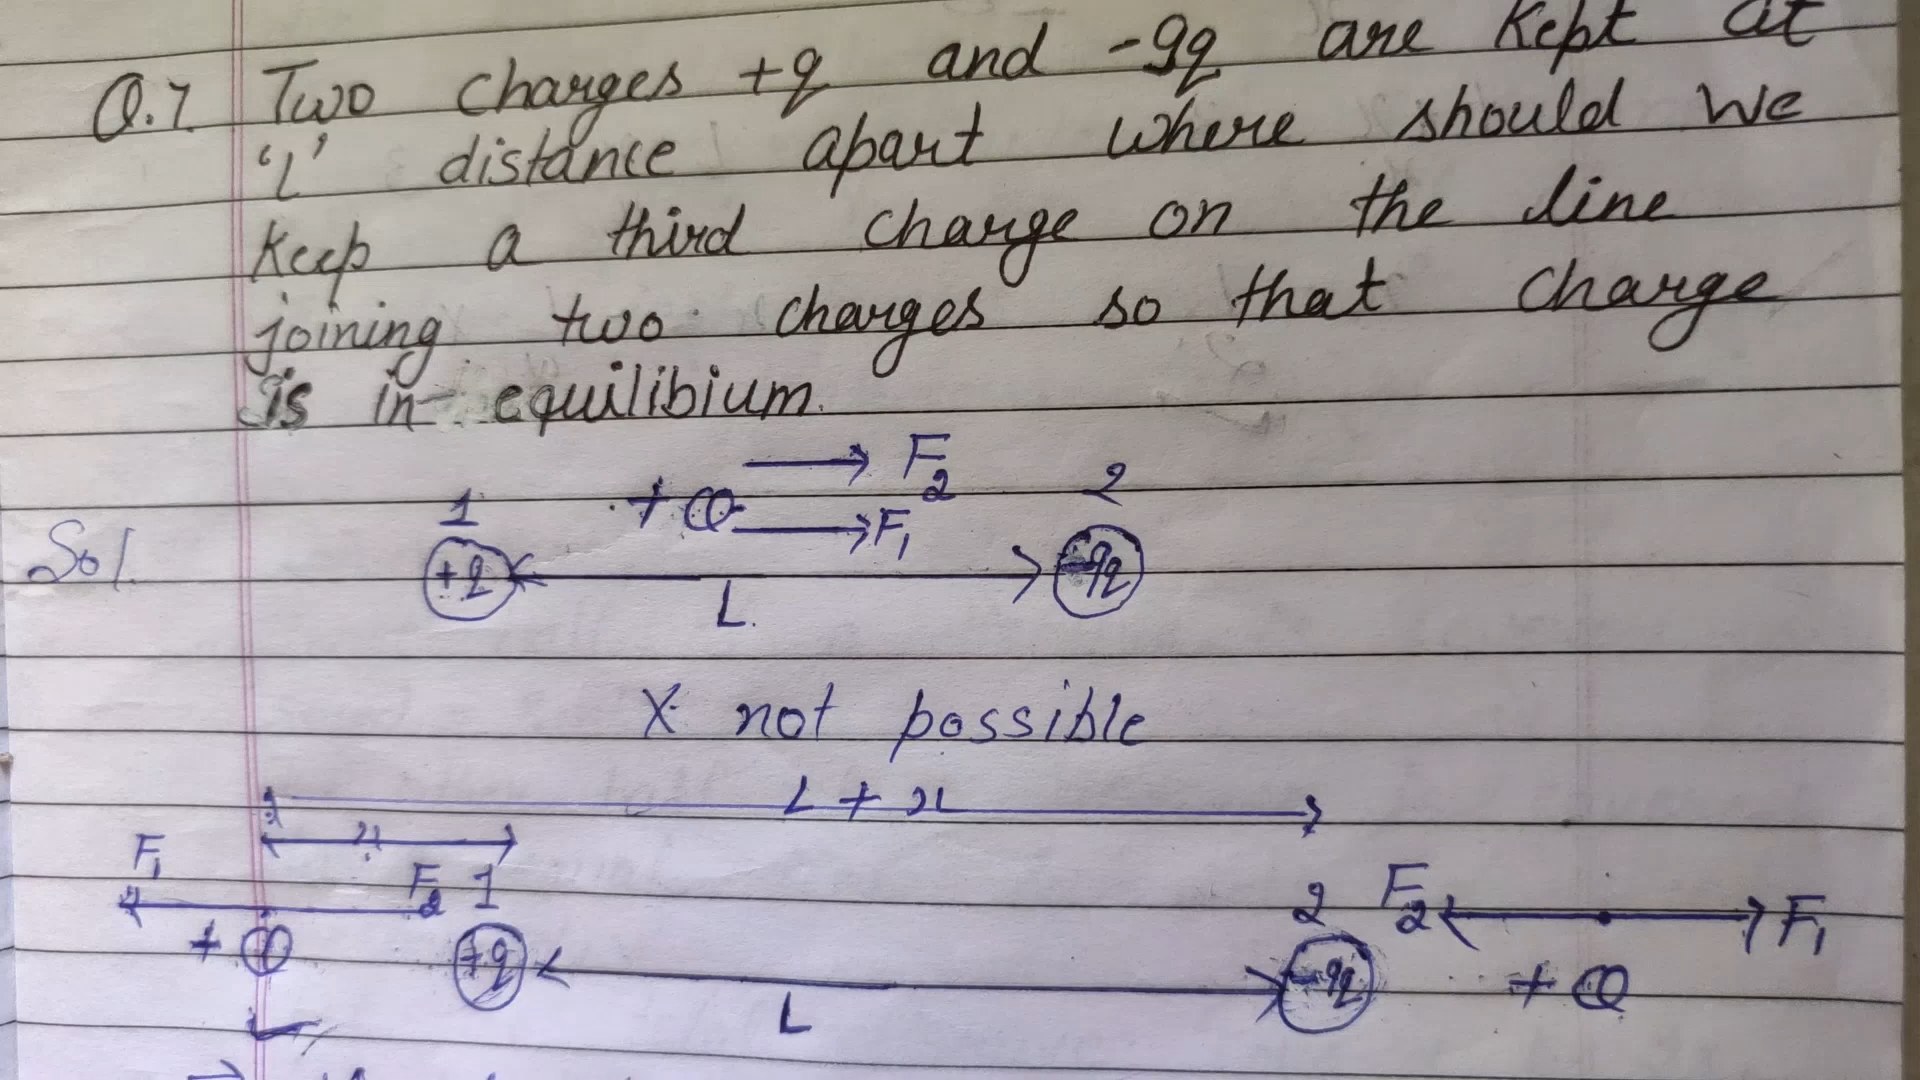 Q.7 Two charges +q and -9q are kept at
'L' distance apart where should we
keep a third charge on the line
joining two charges so that charge
is in equilibium.
F2
1 +Q F1 2
Sol.
+q L -9q
X not possible
L + x
x
F1 F2 1 2 F2 F1
+Q +q L -9q +Q